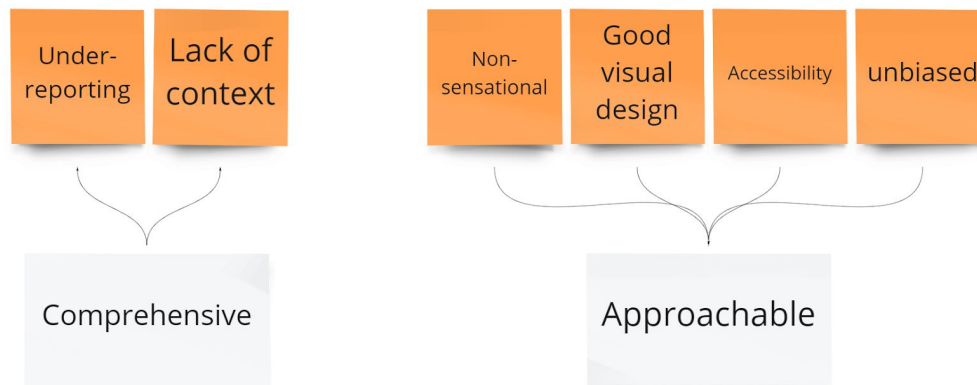 Under-
reporting
Lack of
context
Non-
sensational
Good
visual
design
Accessibility
unbiased
Comprehensive
Approachable